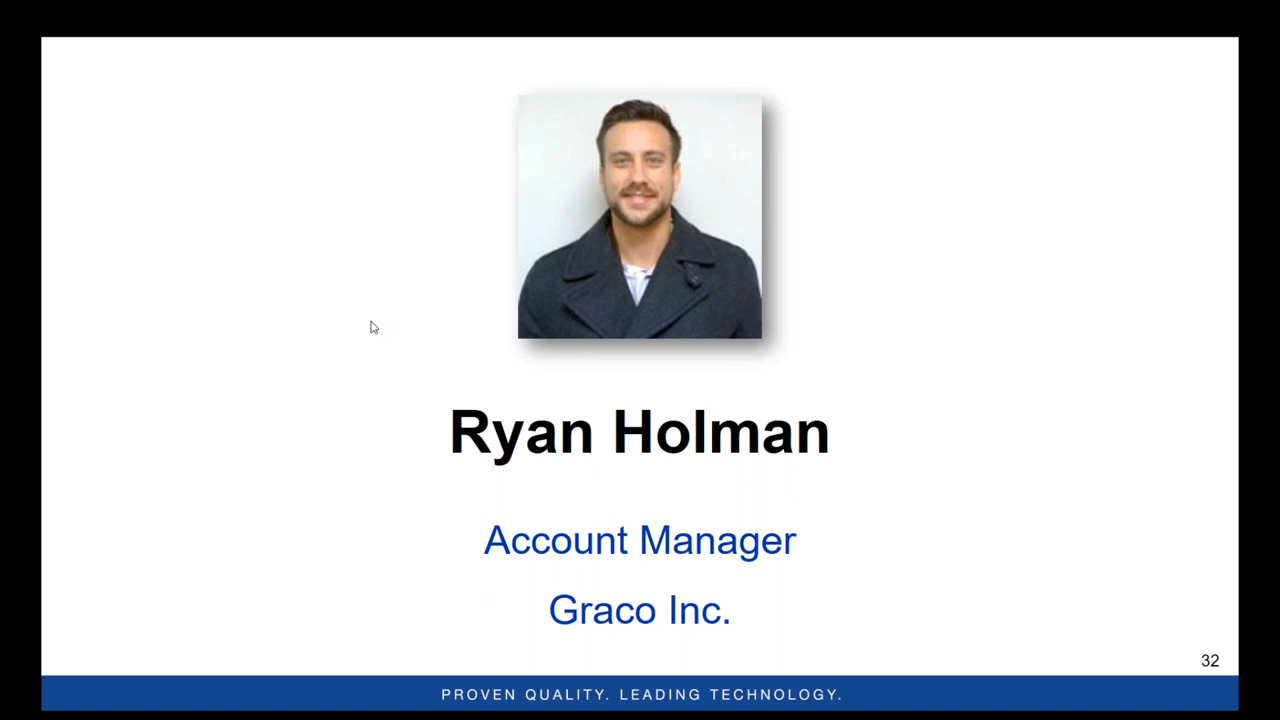 Ryan Holman
Account Manager
Graco Inc.
32
PROVEN QUALITY. LEADING TECHNOLOGY.